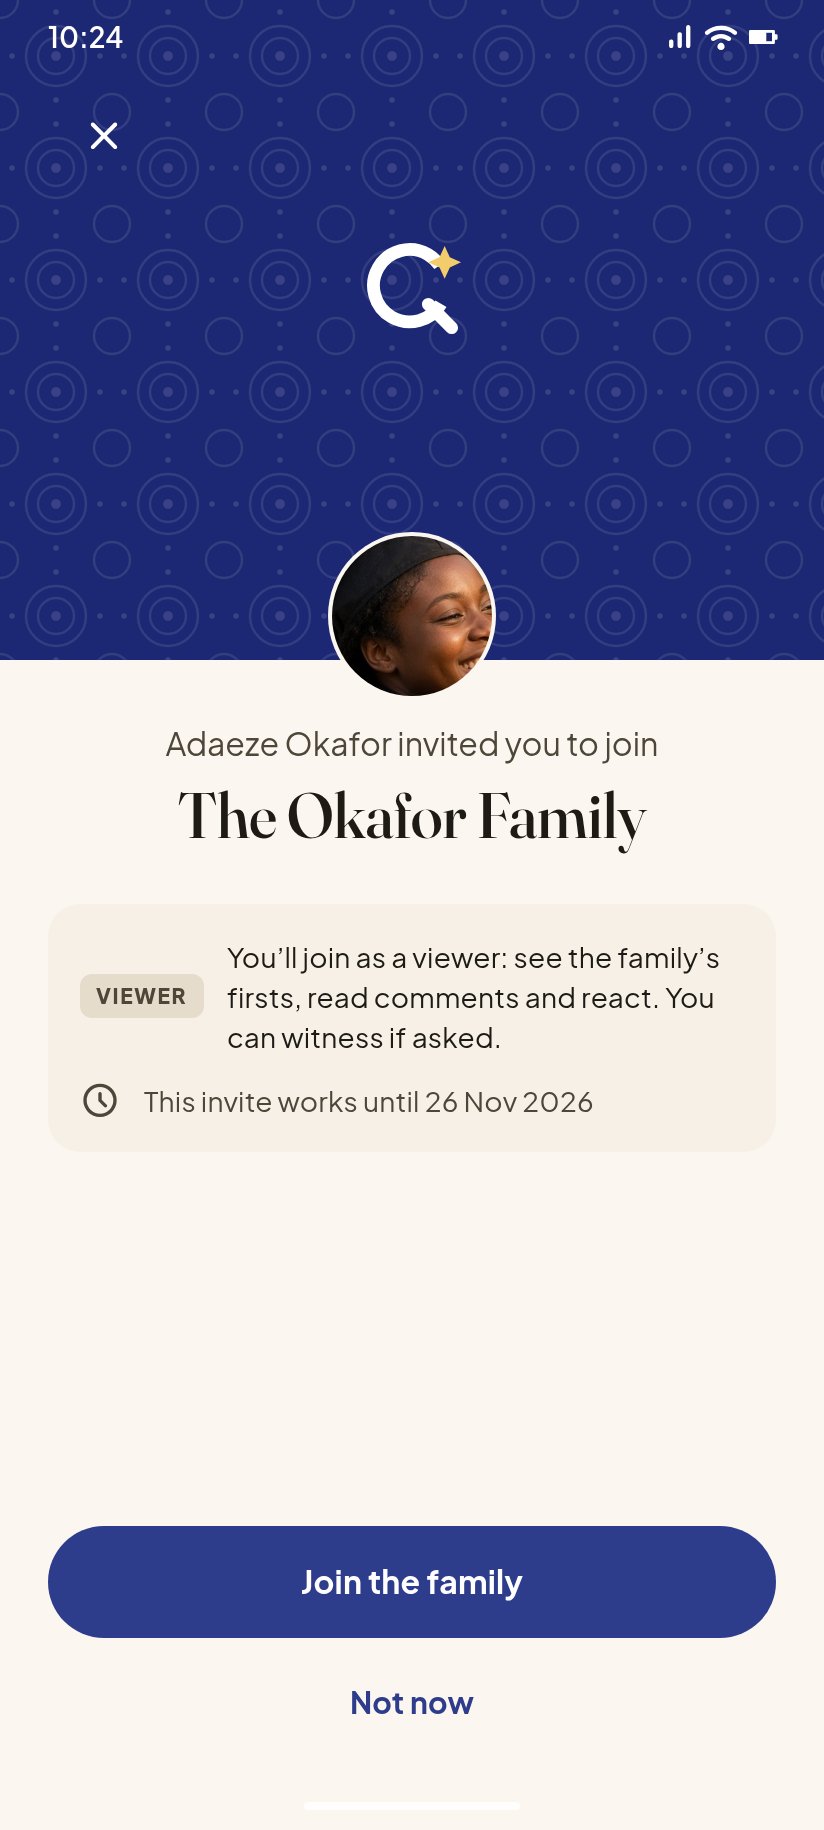 10:24
Adaeze Okafor invited you to join
The Okafor Family
VIEWER
You’ll join as a viewer: see the family’s
firsts, read comments and react. You
can witness if asked.
This invite works until 26 Nov 2026
Join the family
Not now